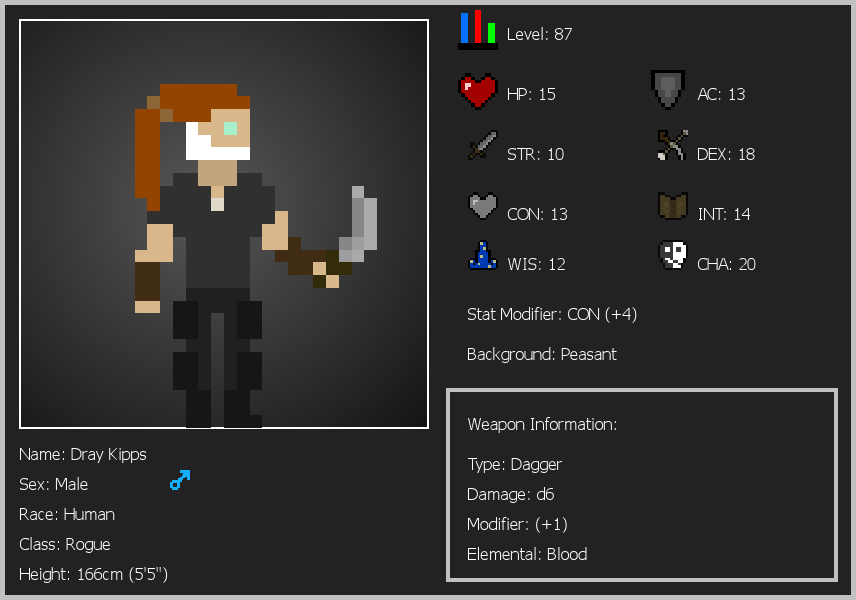 Level: 87
HP: 15
AC: 13
STR: 10
DEX: 18
CON: 13
INT: 14
WIS: 12
CHA: 20
Stat Modifier: CON (+4)
Background: Peasant
Weapon Information:
Type: Dagger
Damage: d6
Modifier: (+1)
Elemental: Blood
Name: Dray Kipps
Sex: Male
Race: Human
Class: Rogue
Height: 166cm (5'5")